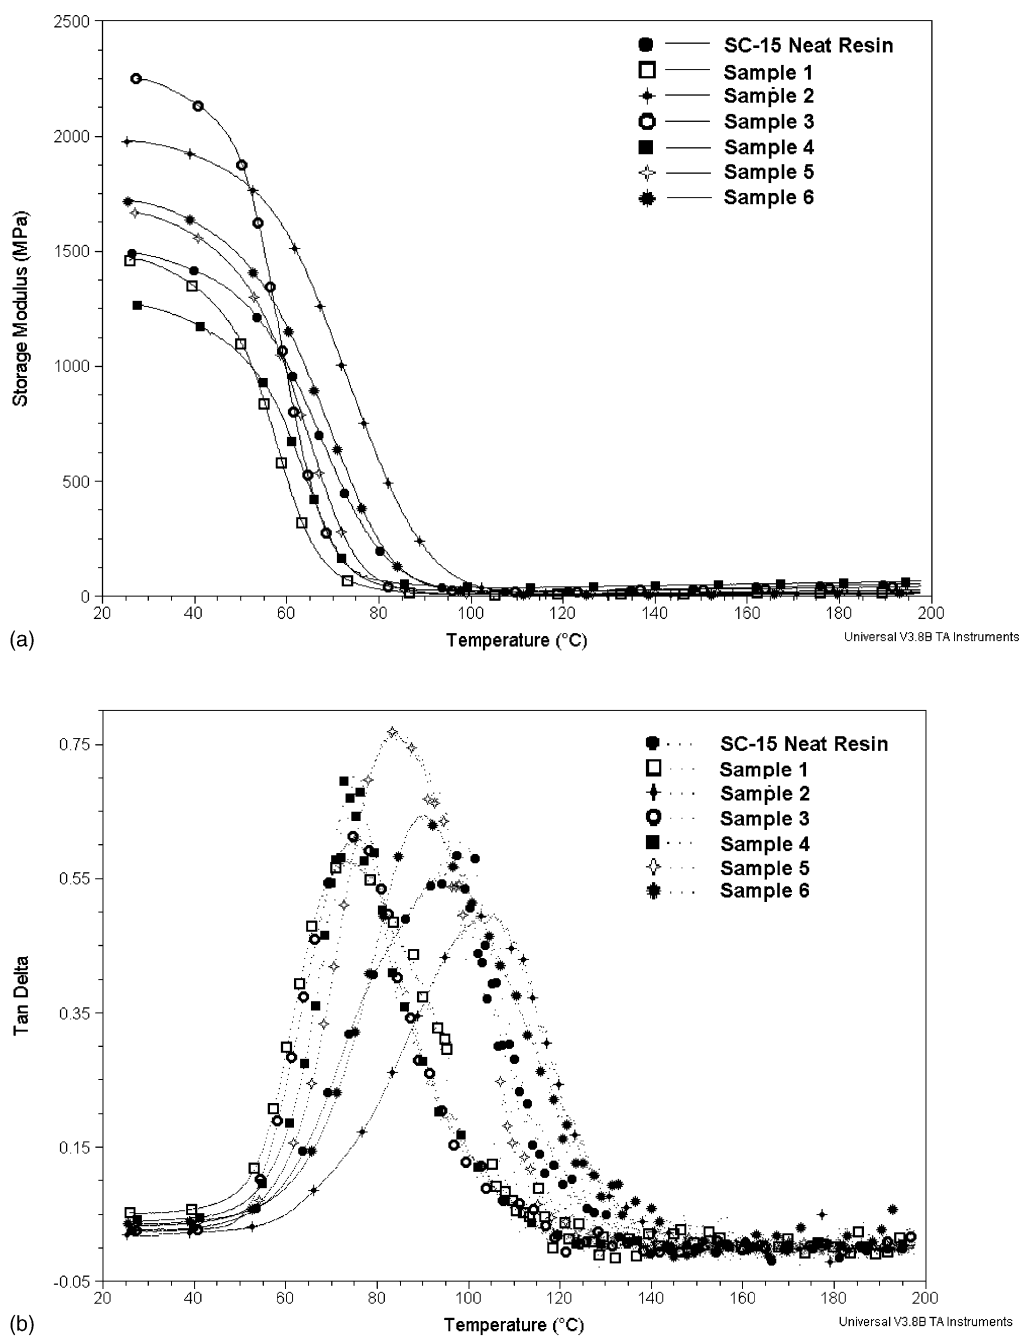 2500
2000
1500
1000
500
0
Storage Modulus (MPa)
SC-15 Neat Resin
Sample 1
Sample 2
Sample 3
Sample 4
Sample 5
Sample 6
20 40 60 80 100 120 140 160 180 200
Temperature (°C)
Universal V3.8B TA Instruments
(a)
0.75
0.55
0.35
0.15
-0.05
Tan Delta
SC-15 Neat Resin
Sample 1
Sample 2
Sample 3
Sample 4
Sample 5
Sample 6
20 40 60 80 100 120 140 160 180 200
Temperature (°C)
Universal V3.8B TA Instruments
(b)